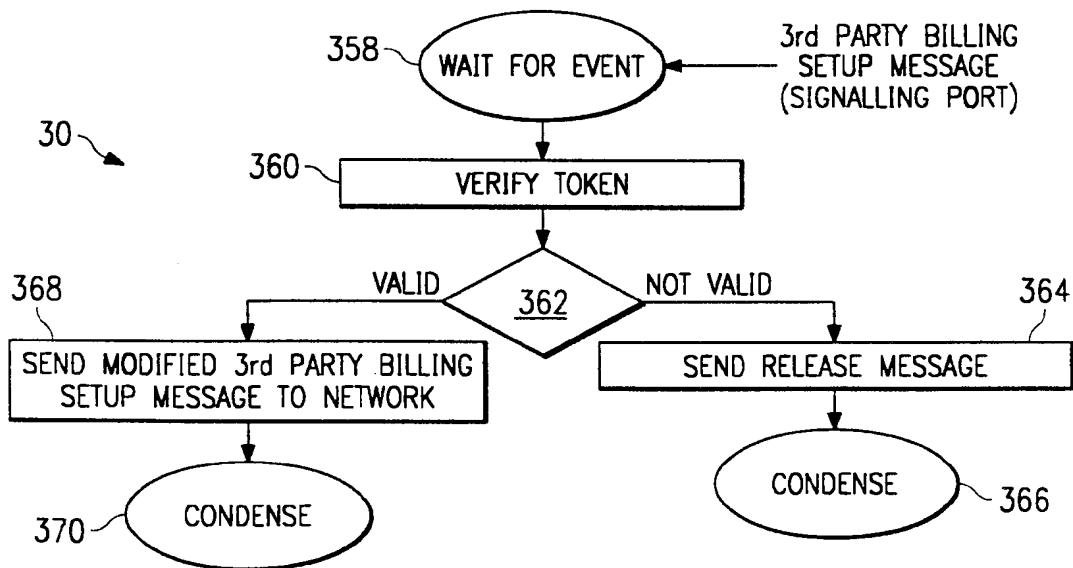 358
WAIT FOR EVENT
3rd PARTY BILLING
SETUP MESSAGE
(SIGNALLING PORT)
30
360
VERIFY TOKEN
368
VALID
362
NOT VALID
364
SEND MODIFIED 3rd PARTY BILLING
SETUP MESSAGE TO NETWORK
SEND RELEASE MESSAGE
370
CONDENSE
CONDENSE
366